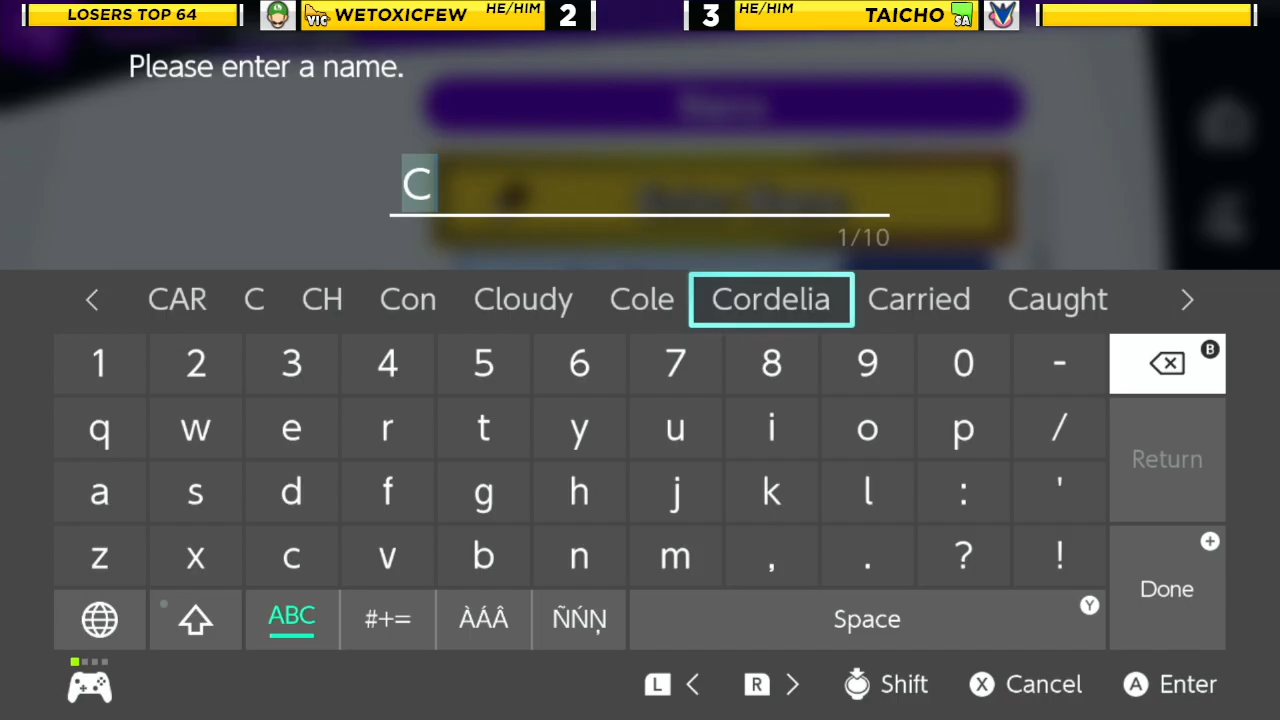 LOSERS TOP 64 VIC WETOXICFEW HE/HIM 2 3 HE/HIM TAICHO SA
Please enter a name.
C
1/10
CAR C CH Con Cloudy Cole Cordelia Carried Caught
1 2 3 4 5 6 7 8 9 0 - B
q w e r t y u i o p /
Return
a s d f g h j k l : '
z x c v b n m , . ? ! +
Done
ABC #+= ÀÁÂ ÑŃŅ Space Y
L R Shift X Cancel A Enter